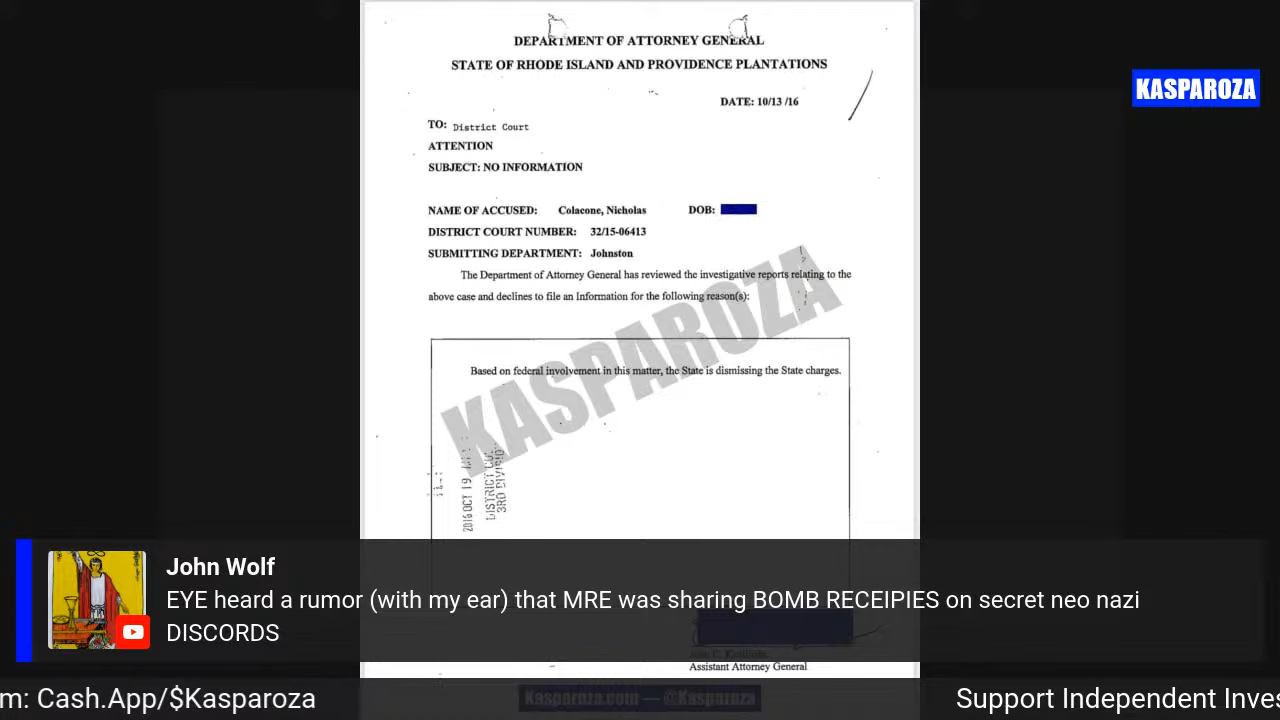 DEPARTMENT OF ATTORNEY GENERAL
STATE OF RHODE ISLAND AND PROVIDENCE PLANTATIONS
KASPAROZA
DATE: 10/13 /16
TO: District Court
ATTENTION
SUBJECT: NO INFORMATION
NAME OF ACCUSED: Colacone, Nicholas DOB:
DISTRICT COURT NUMBER: 32/15-06413
SUBMITTING DEPARTMENT: Johnston
The Department of Attorney General has reviewed the investigative reports relating to the
above case and declines to file an Information for the following reason(s):
KASPAROZA
Based on federal involvement in this matter, the State is dismissing the State charges.
2016 OCT 19
DISTRICT
3RD DIVISIO
John Wolf
EYE heard a rumor (with my ear) that MRE was sharing BOMB RECEIPIES on secret neo nazi
DISCORDS
Assistant Attorney General
m: Cash.App/$Kasparoza
Kasparoza.com — @Kasparoza
Support Independent Inves